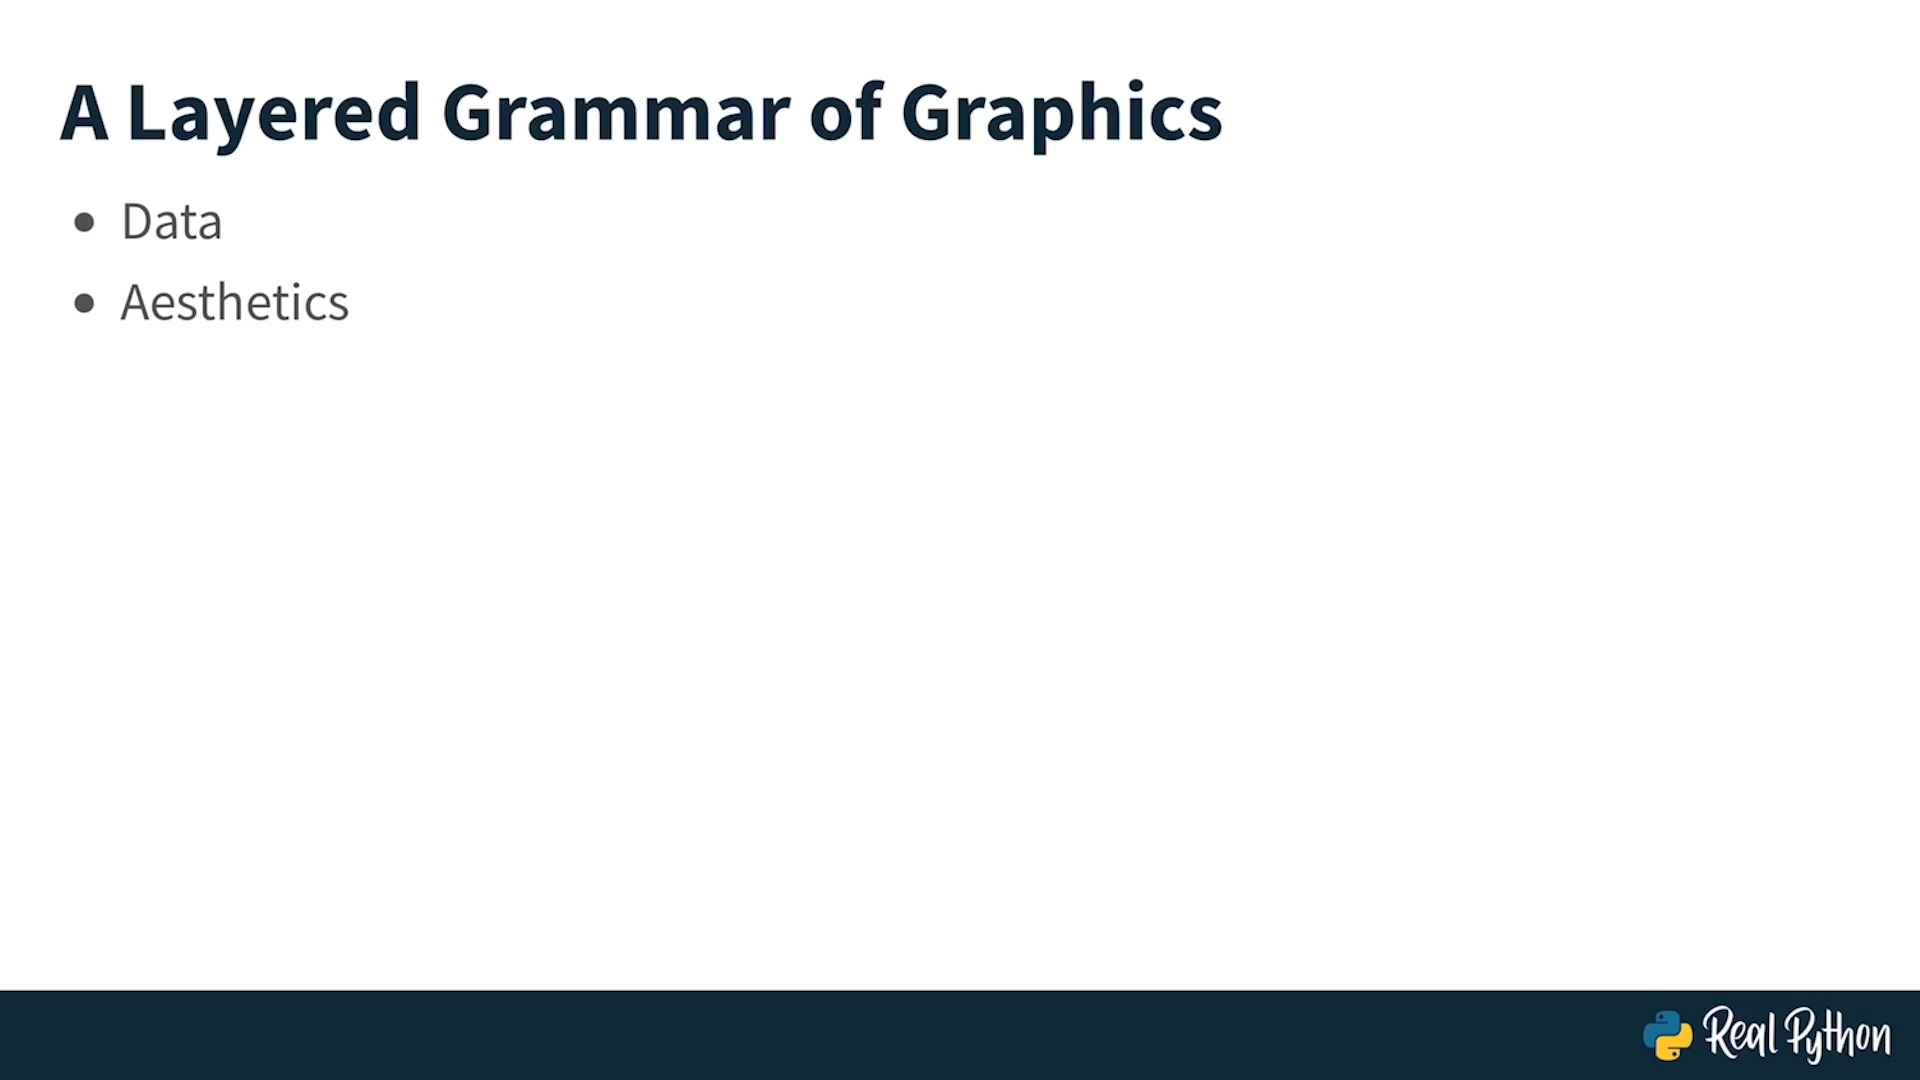 A Layered Grammar of Graphics
• Data
• Aesthetics
Real Python